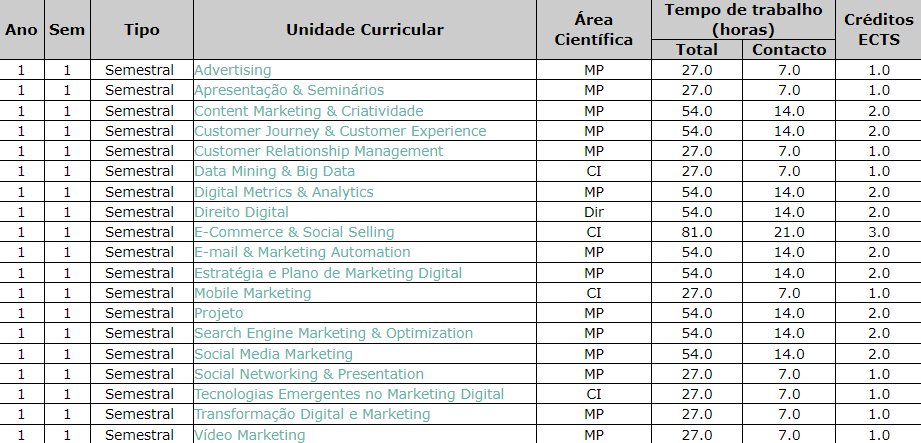 Ano Sem Tipo Unidade Curricular Área Científica Tempo de trabalho (horas) Créditos ECTS
Total Contacto
1 1 Semestral Advertising MP 27.0 7.0 1.0
1 1 Semestral Apresentação & Seminários MP 27.0 7.0 1.0
1 1 Semestral Content Marketing & Criatividade MP 54.0 14.0 2.0
1 1 Semestral Customer Journey & Customer Experience MP 54.0 14.0 2.0
1 1 Semestral Customer Relationship Management MP 27.0 7.0 1.0
1 1 Semestral Data Mining & Big Data CI 27.0 7.0 1.0
1 1 Semestral Digital Metrics & Analytics MP 54.0 14.0 2.0
1 1 Semestral Direito Digital Dir 54.0 14.0 2.0
1 1 Semestral E-Commerce & Social Selling CI 81.0 21.0 3.0
1 1 Semestral E-mail & Marketing Automation MP 54.0 14.0 2.0
1 1 Semestral Estratégia e Plano de Marketing Digital MP 54.0 14.0 2.0
1 1 Semestral Mobile Marketing CI 27.0 7.0 1.0
1 1 Semestral Projeto MP 54.0 14.0 2.0
1 1 Semestral Search Engine Marketing & Optimization MP 54.0 14.0 2.0
1 1 Semestral Social Media Marketing MP 54.0 14.0 2.0
1 1 Semestral Social Networking & Presentation MP 27.0 7.0 1.0
1 1 Semestral Tecnologias Emergentes no Marketing Digital CI 27.0 7.0 1.0
1 1 Semestral Transformação Digital e Marketing MP 27.0 7.0 1.0
1 1 Semestral Vídeo Marketing MP 27.0 7.0 1.0